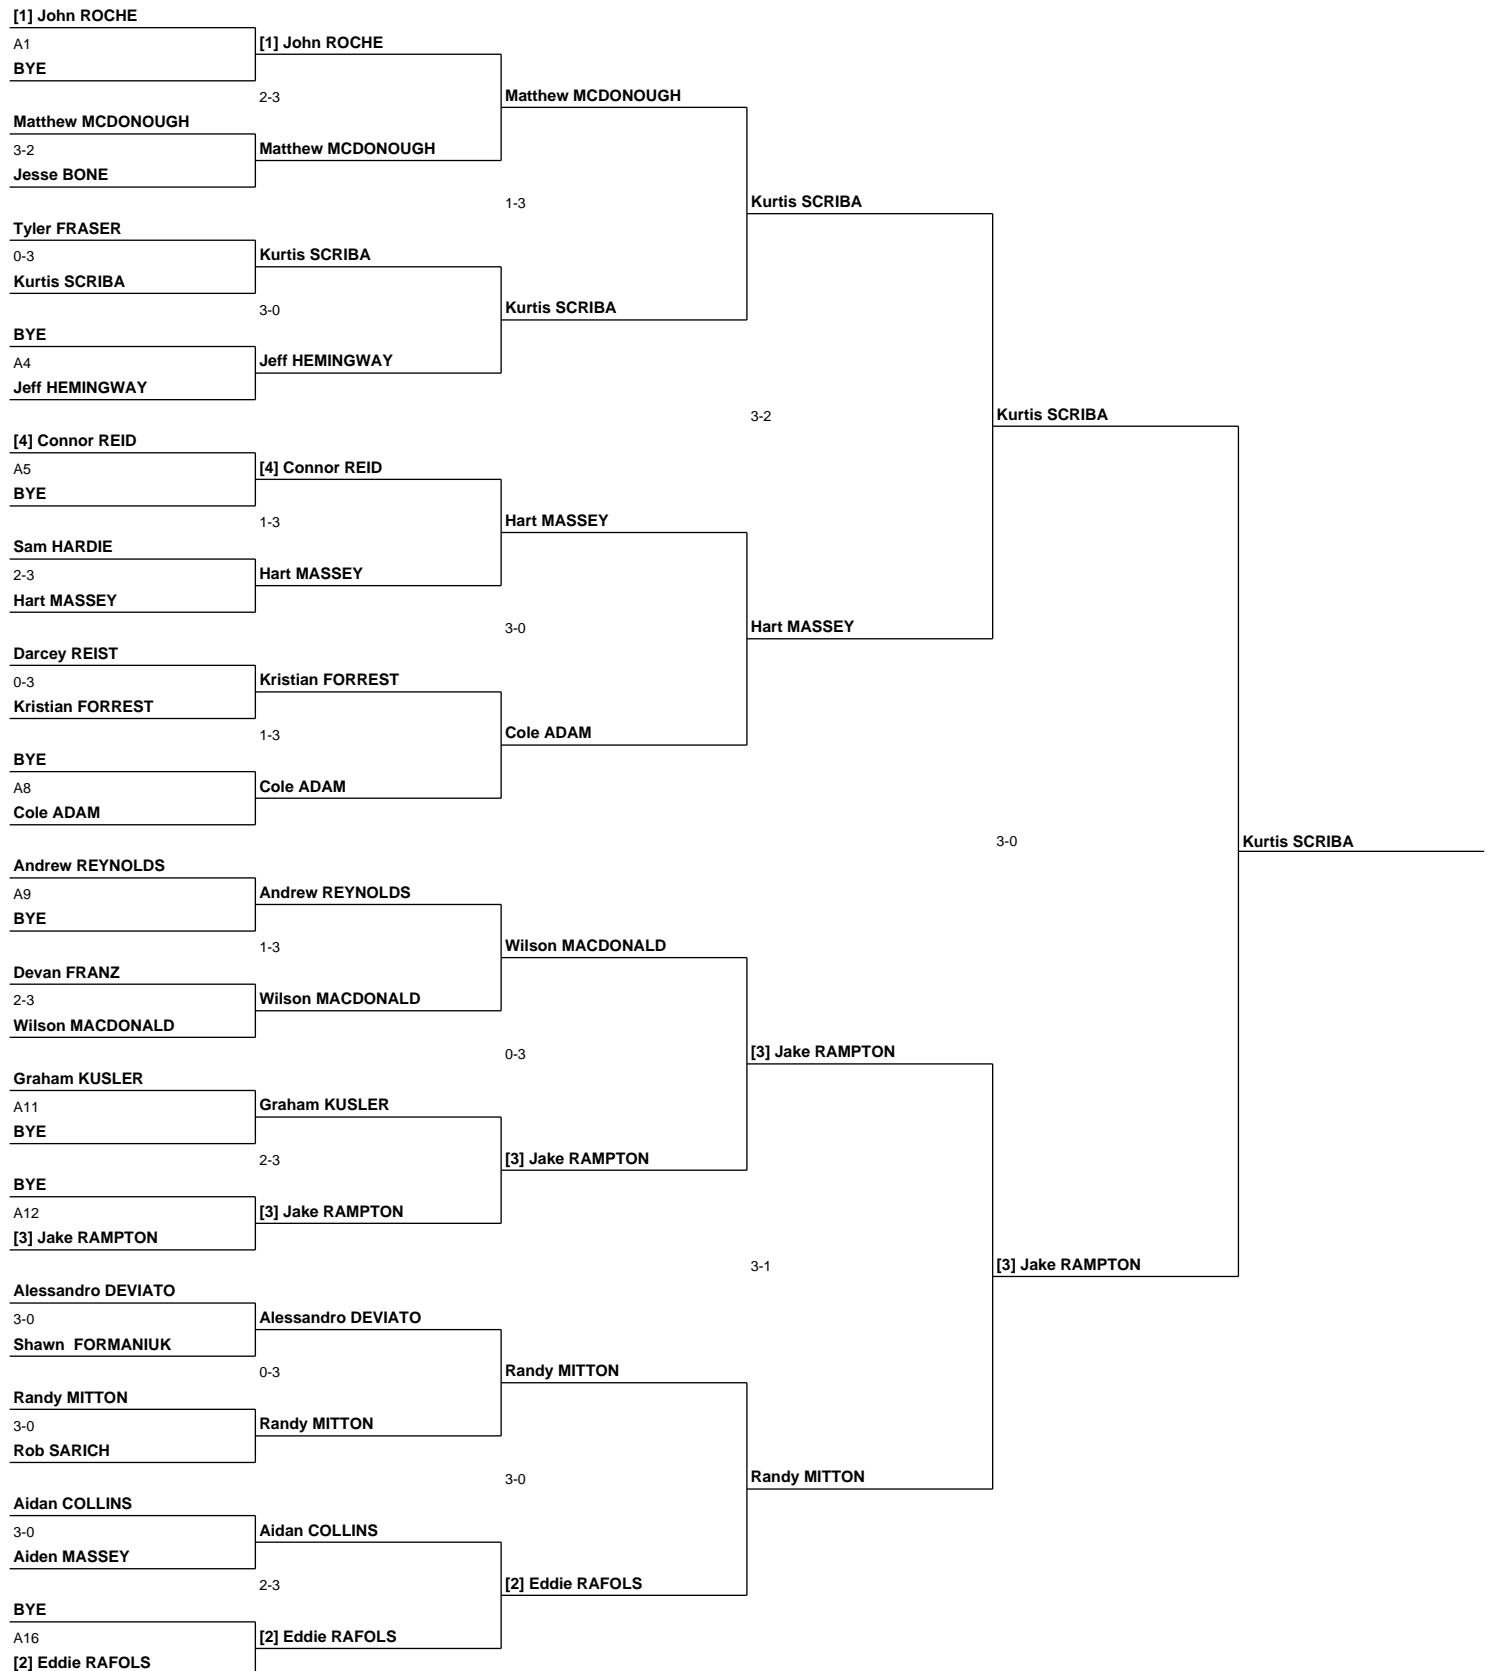 [1] John ROCHE
A1
[1] John ROCHE
BYE
2-3
Matthew MCDONOUGH
Matthew MCDONOUGH
3-2
Matthew MCDONOUGH
Jesse BONE
1-3
Kurtis SCRIBA
Tyler FRASER
0-3
Kurtis SCRIBA
Kurtis SCRIBA
3-0
Kurtis SCRIBA
BYE
A4
Jeff HEMINGWAY
Jeff HEMINGWAY
3-2
Kurtis SCRIBA
[4] Connor REID
A5
[4] Connor REID
BYE
1-3
Hart MASSEY
Sam HARDIE
2-3
Hart MASSEY
Hart MASSEY
3-0
Hart MASSEY
Darcey REIST
0-3
Kristian FORREST
Kristian FORREST
1-3
Cole ADAM
BYE
A8
Cole ADAM
Cole ADAM
3-0
Kurtis SCRIBA
Andrew REYNOLDS
A9
Andrew REYNOLDS
BYE
1-3
Wilson MACDONALD
Devan FRANZ
2-3
Wilson MACDONALD
Wilson MACDONALD
0-3
[3] Jake RAMPTON
Graham KUSLER
A11
Graham KUSLER
BYE
2-3
[3] Jake RAMPTON
BYE
A12
[3] Jake RAMPTON
[3] Jake RAMPTON
3-1
[3] Jake RAMPTON
Alessandro DEVIATO
3-0
Alessandro DEVIATO
Shawn  FORMANIUK
0-3
Randy MITTON
Randy MITTON
3-0
Randy MITTON
Rob SARICH
3-0
Randy MITTON
Aidan COLLINS
3-0
Aidan COLLINS
Aiden MASSEY
2-3
[2] Eddie RAFOLS
BYE
A16
[2] Eddie RAFOLS
[2] Eddie RAFOLS